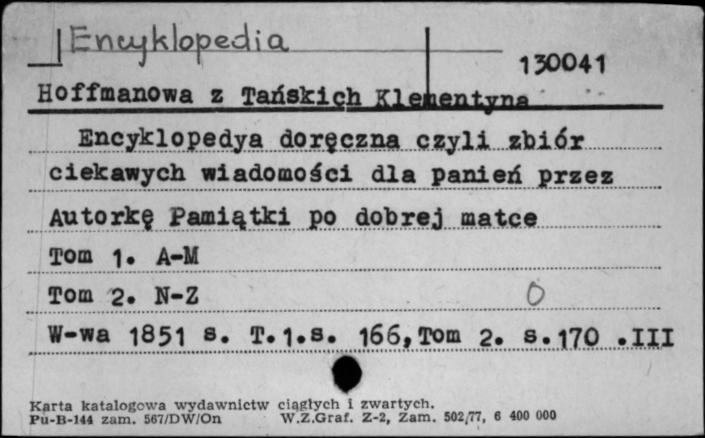 Encyklopedia
130041
Hoffmanowa z Tańskich Klementyna
Encyklopedya doręczna czyli zbiór
ciekawych wiadomości dla panień przez
Autorkę Pamiątki po dobrej matce
Tom 1. A-M
Tom 2. N-Z
O
W-wa 1851 s. T.1.s. 166, Tom 2. s.170 .III
Karta katalogowa wydawnictw ciągłych i zwartych.
Pu-B-144 zam. 567/DW/On W.Z.Graf. Z-2, Zam. 502/77, 6 400 000